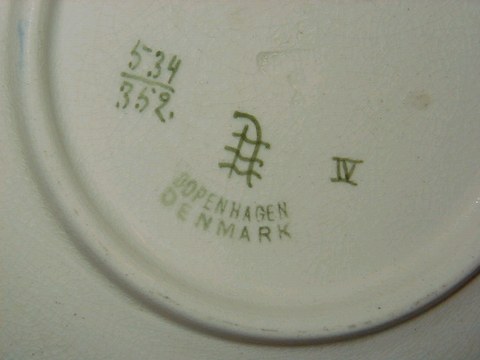 534
352.
IV
COPENHAGEN
DENMARK